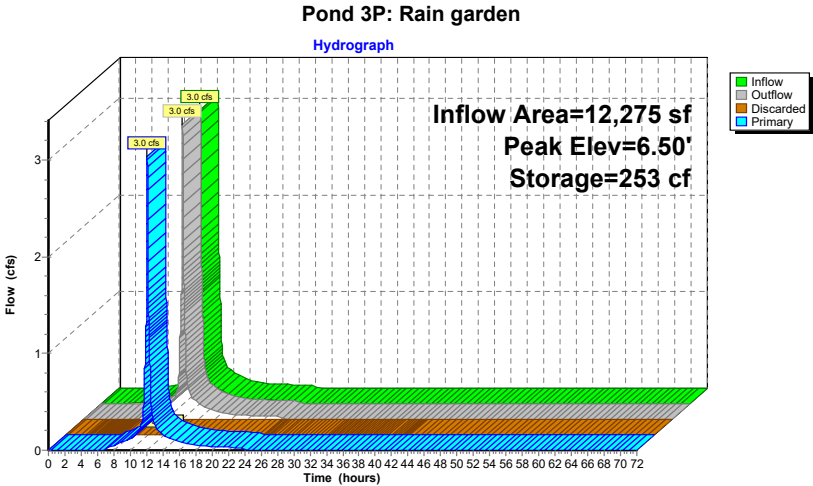 Pond 3P: Rain garden
Hydrograph
Inflow
Outflow
Discarded
Primary
3.0 cfs
3.0 cfs
3.0 cfs
Inflow Area=12,275 sf
Peak Elev=6.50'
Storage=253 cf
Flow (cfs)
3
2
1
0
0 2 4 6 8 10 12 14 16 18 20 22 24 26 28 30 32 34 36 38 40 42 44 46 48 50 52 54 56 58 60 62 64 66 68 70 72
Time (hours)